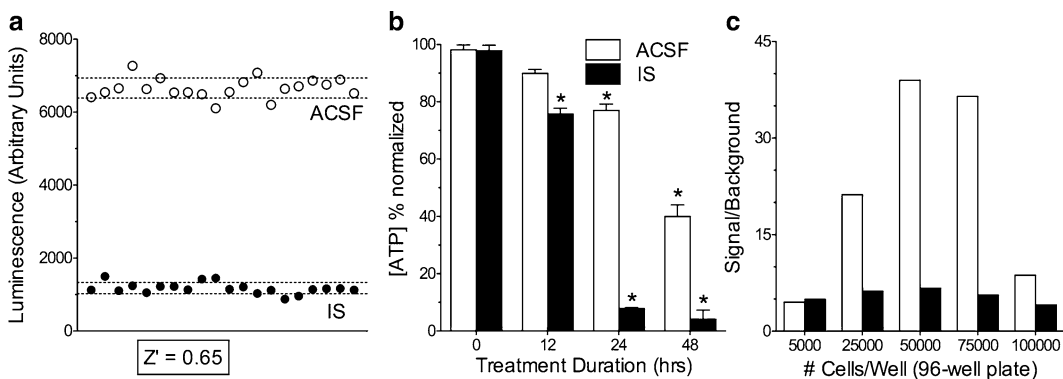 a
Luminescence (Arbitrary Units)
8000
6000
4000
2000
0
ACSF
IS
Z' = 0.65
b
[ATP] % normalized
100
80
60
40
20
0
ACSF
IS
*
*
*
*
*
0
12
24
48
Treatment Duration (hrs)
c
Signal/Background
45
30
15
0
5000
25000
50000
75000
100000
# Cells/Well (96-well plate)